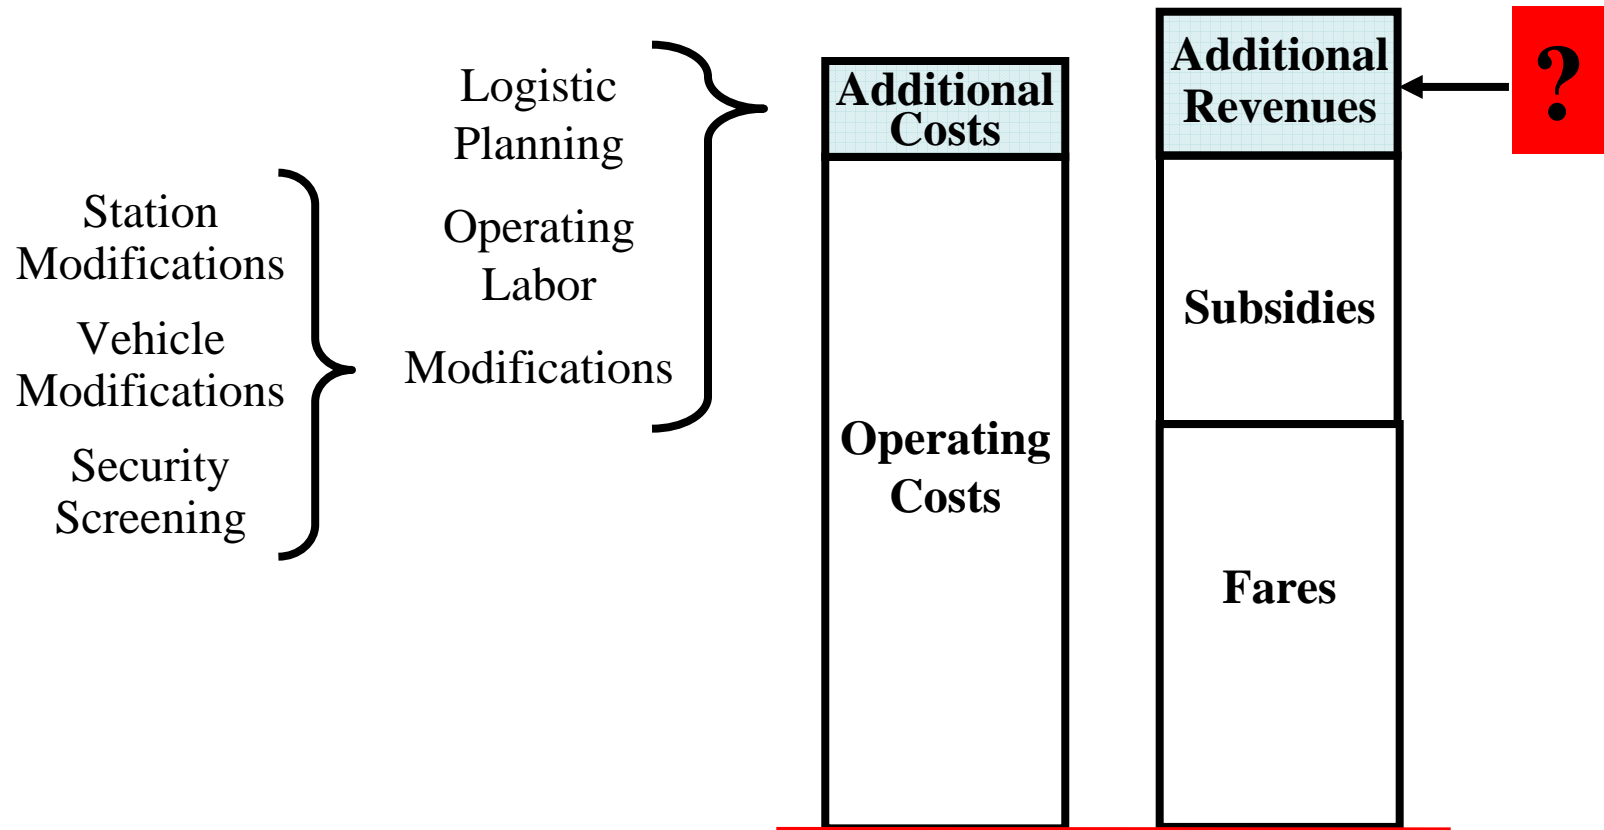 Station
Modifications
Vehicle
Modifications
Security
Screening
Logistic
Planning
Operating
Labor
Modifications
Additional
Costs
Operating
Costs
Additional
Revenues
Subsidies
Fares
?